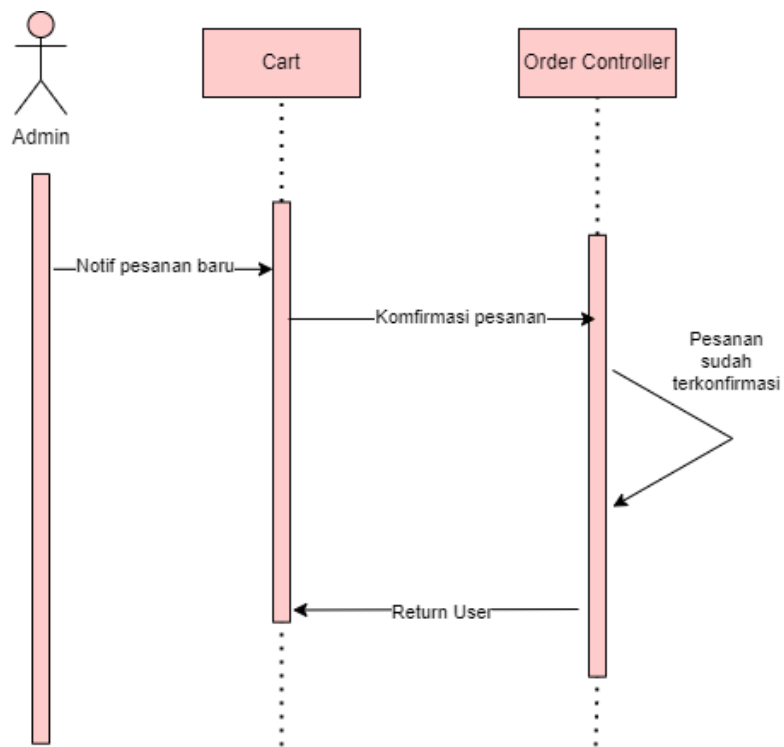 Admin
Cart
Order Controller
Notif pesanan baru
Komfirmasi pesanan
Pesanan
sudah
terkonfirmasi
Return User